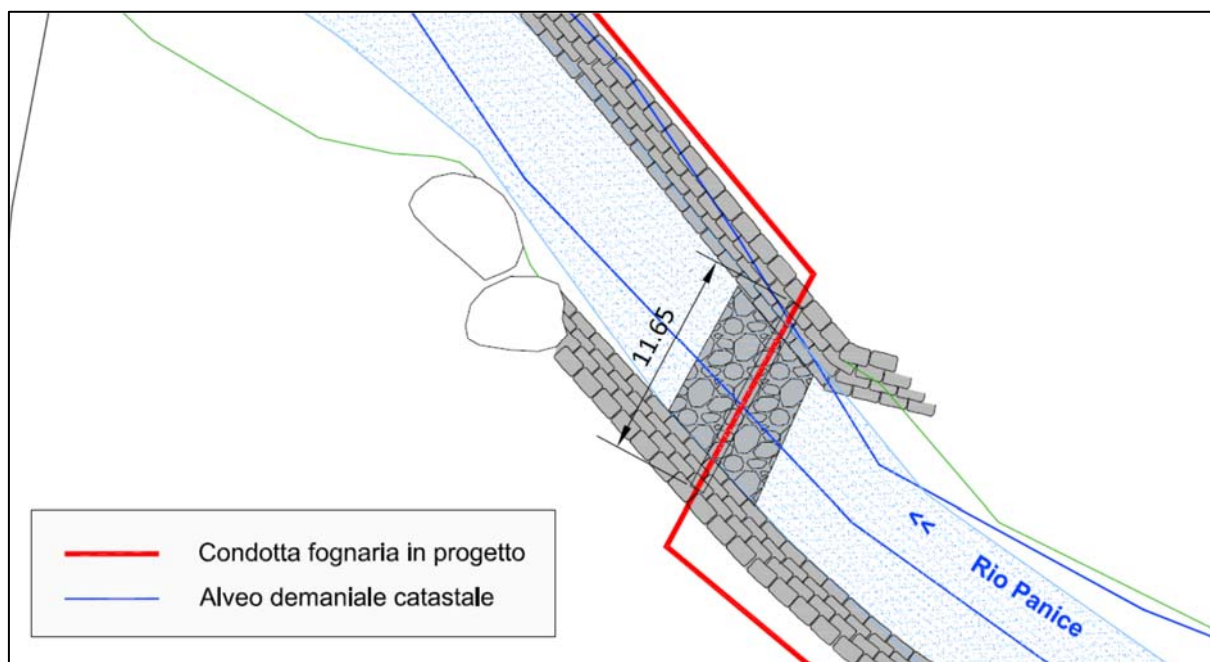 11.65
<<
Rio Panice
Condotta fognaria in progetto
Alveo demaniale catastale